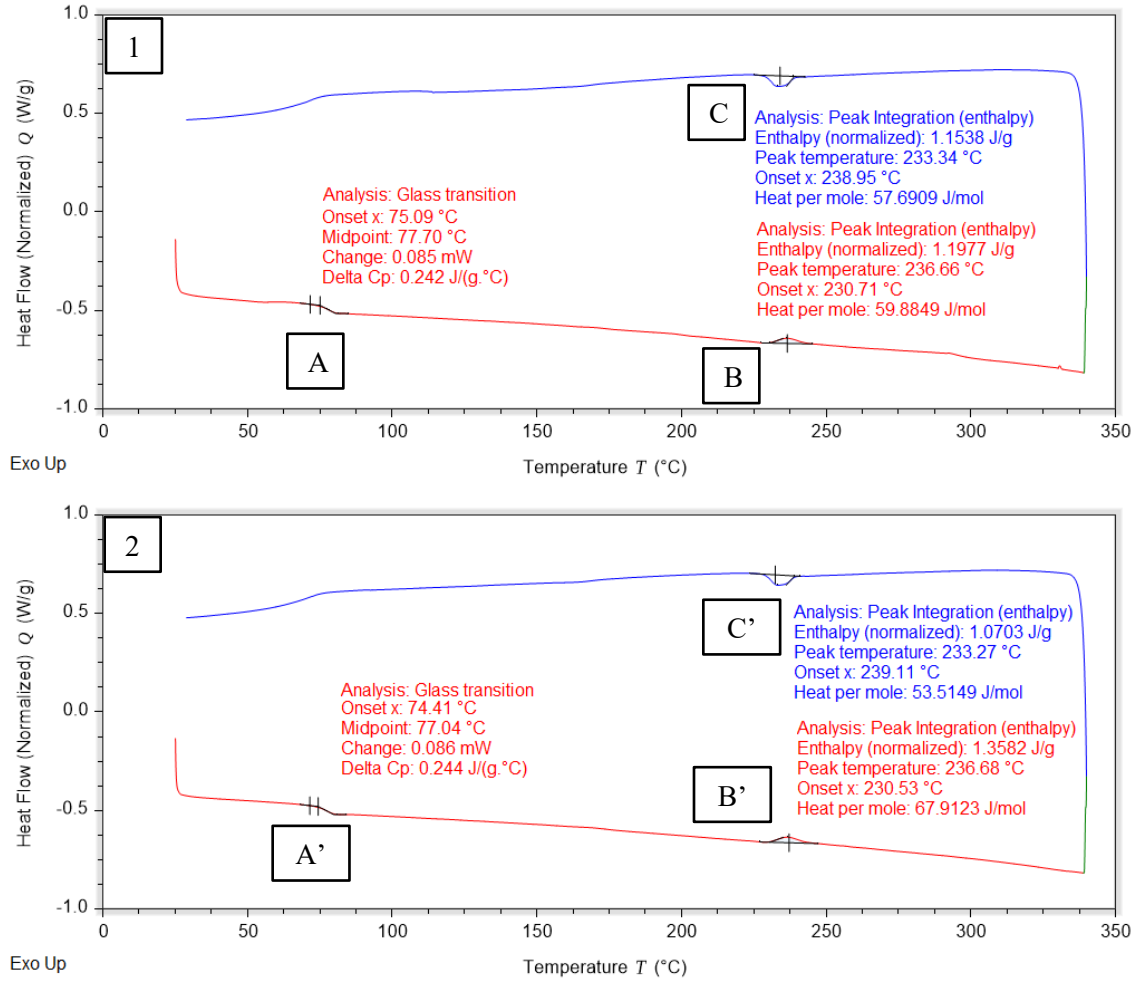 1
Heat Flow (Normalized) Q (W/g)
1.0
0.5
0.0
-0.5
-1.0
C
Analysis: Peak Integration (enthalpy)
Enthalpy (normalized): 1.1538 J/g
Peak temperature: 233.34 °C
Onset x: 238.95 °C
Heat per mole: 57.6909 J/mol
Analysis: Glass transition
Onset x: 75.09 °C
Midpoint: 77.70 °C
Change: 0.085 mW
Delta Cp: 0.242 J/(g.°C)
Analysis: Peak Integration (enthalpy)
Enthalpy (normalized): 1.1977 J/g
Peak temperature: 236.66 °C
Onset x: 230.71 °C
Heat per mole: 59.8849 J/mol
A
B
0 50 100 150 200 250 300 350
Exo Up
Temperature T (°C)
2
Heat Flow (Normalized) Q (W/g)
1.0
0.5
0.0
-0.5
-1.0
C’
Analysis: Peak Integration (enthalpy)
Enthalpy (normalized): 1.0703 J/g
Peak temperature: 233.27 °C
Onset x: 239.11 °C
Heat per mole: 53.5149 J/mol
Analysis: Glass transition
Onset x: 74.41 °C
Midpoint: 77.04 °C
Change: 0.086 mW
Delta Cp: 0.244 J/(g.°C)
Analysis: Peak Integration (enthalpy)
Enthalpy (normalized): 1.3582 J/g
Peak temperature: 236.68 °C
Onset x: 230.53 °C
Heat per mole: 67.9123 J/mol
A’
B’
0 50 100 150 200 250 300 350
Exo Up
Temperature T (°C)